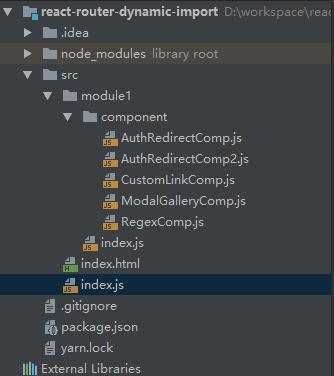 react-router-dynamic-import D:\workspace\reac
.idea
node_modules library root
src
module1
component
AuthRedirectComp.js
AuthRedirectComp2.js
CustomLinkComp.js
ModalGalleryComp.js
RegexComp.js
index.js
index.html
index.js
.gitignore
package.json
yarn.lock
External Libraries